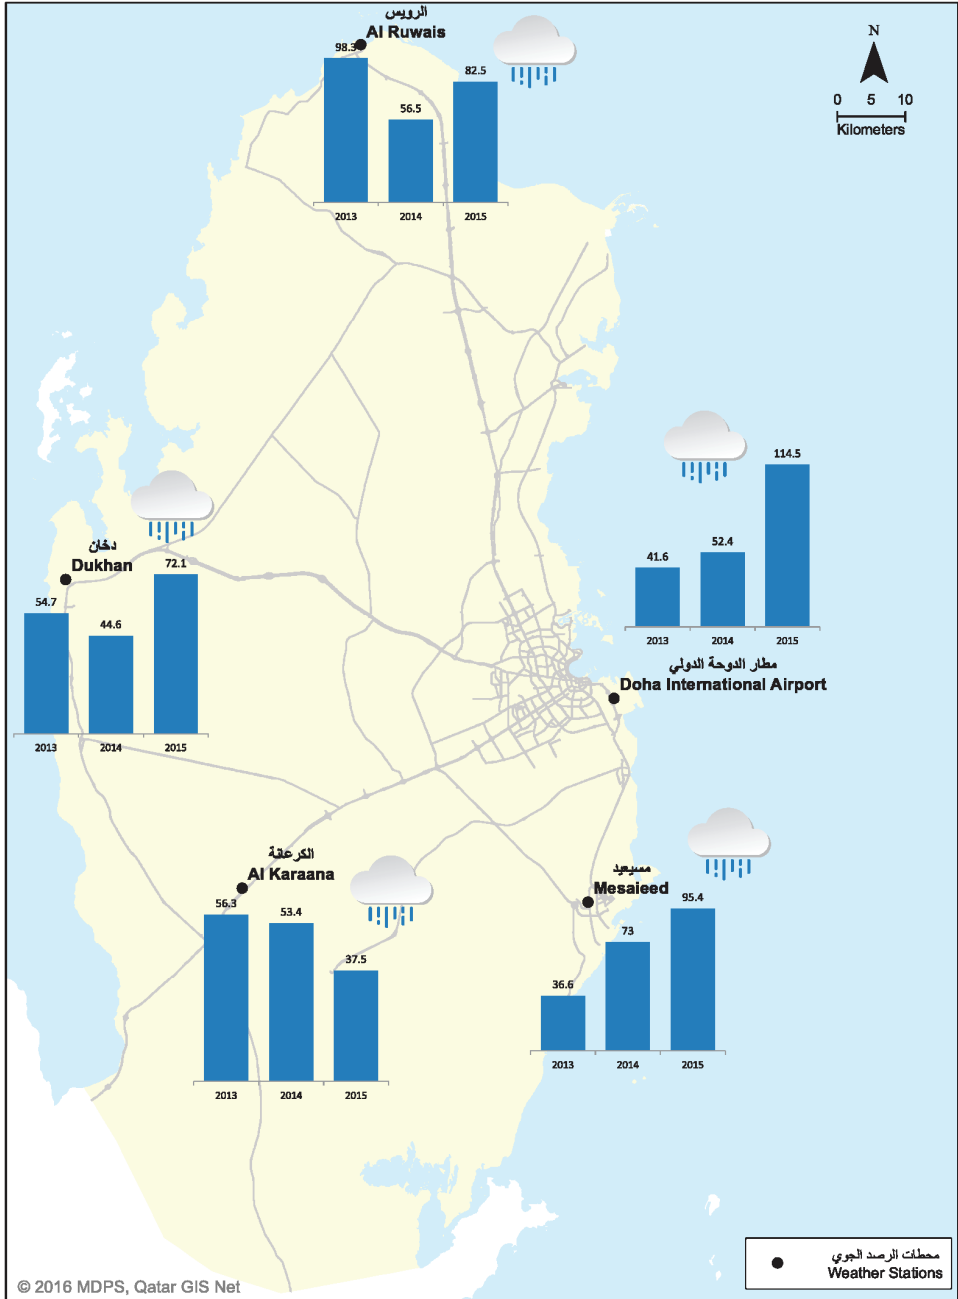 الرويس
Al Ruwais
98.3
56.5
82.5
2013
2014
2015
N
0 5 10
Kilometers
114.5
52.4
41.6
2013
2014
2015
مطار الدوحة الدولي
Doha International Airport
دخان
Dukhan
72.1
54.7
44.6
2013
2014
2015
الكرعانة
Al Karaana
56.3
53.4
37.5
2013
2014
2015
مسيعيد
Mesaieed
95.4
73
36.6
2013
2014
2015
محطات الرصد الجوي
Weather Stations
© 2016 MDPS, Qatar GIS Net